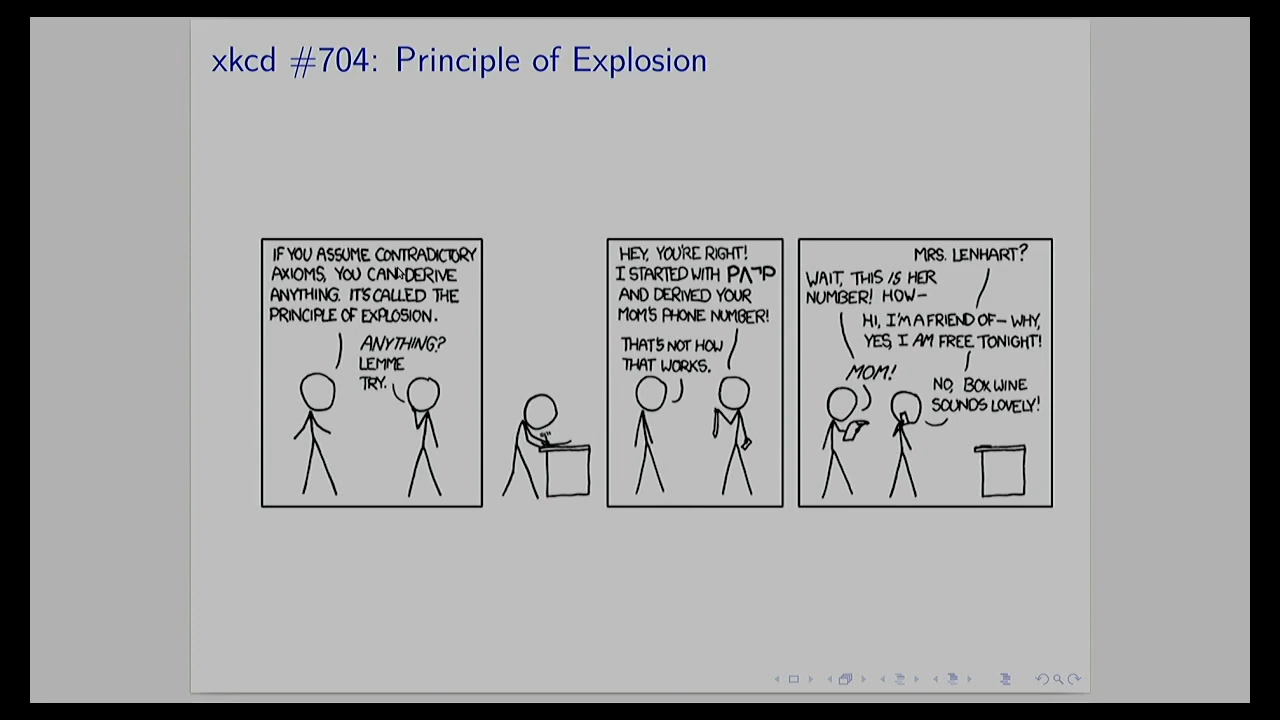 xkcd #704: Principle of Explosion
IF YOU ASSUME CONTRADICTORY
AXIOMS, YOU CAN DERIVE
ANYTHING. IT'S CALLED THE
PRINCIPLE OF EXPLOSION.
ANYTHING?
LEMME
TRY.
HEY, YOU'RE RIGHT!
I STARTED WITH P∧¬P
AND DERIVED YOUR
MOM'S PHONE NUMBER!
THAT'S NOT HOW
THAT WORKS.
MRS. LENHART?
WAIT, THIS IS HER
NUMBER! HOW—
HI, I'M A FRIEND OF— WHY,
YES, I AM FREE TONIGHT!
MOM!
NO, BOX WINE
SOUNDS LOVELY!